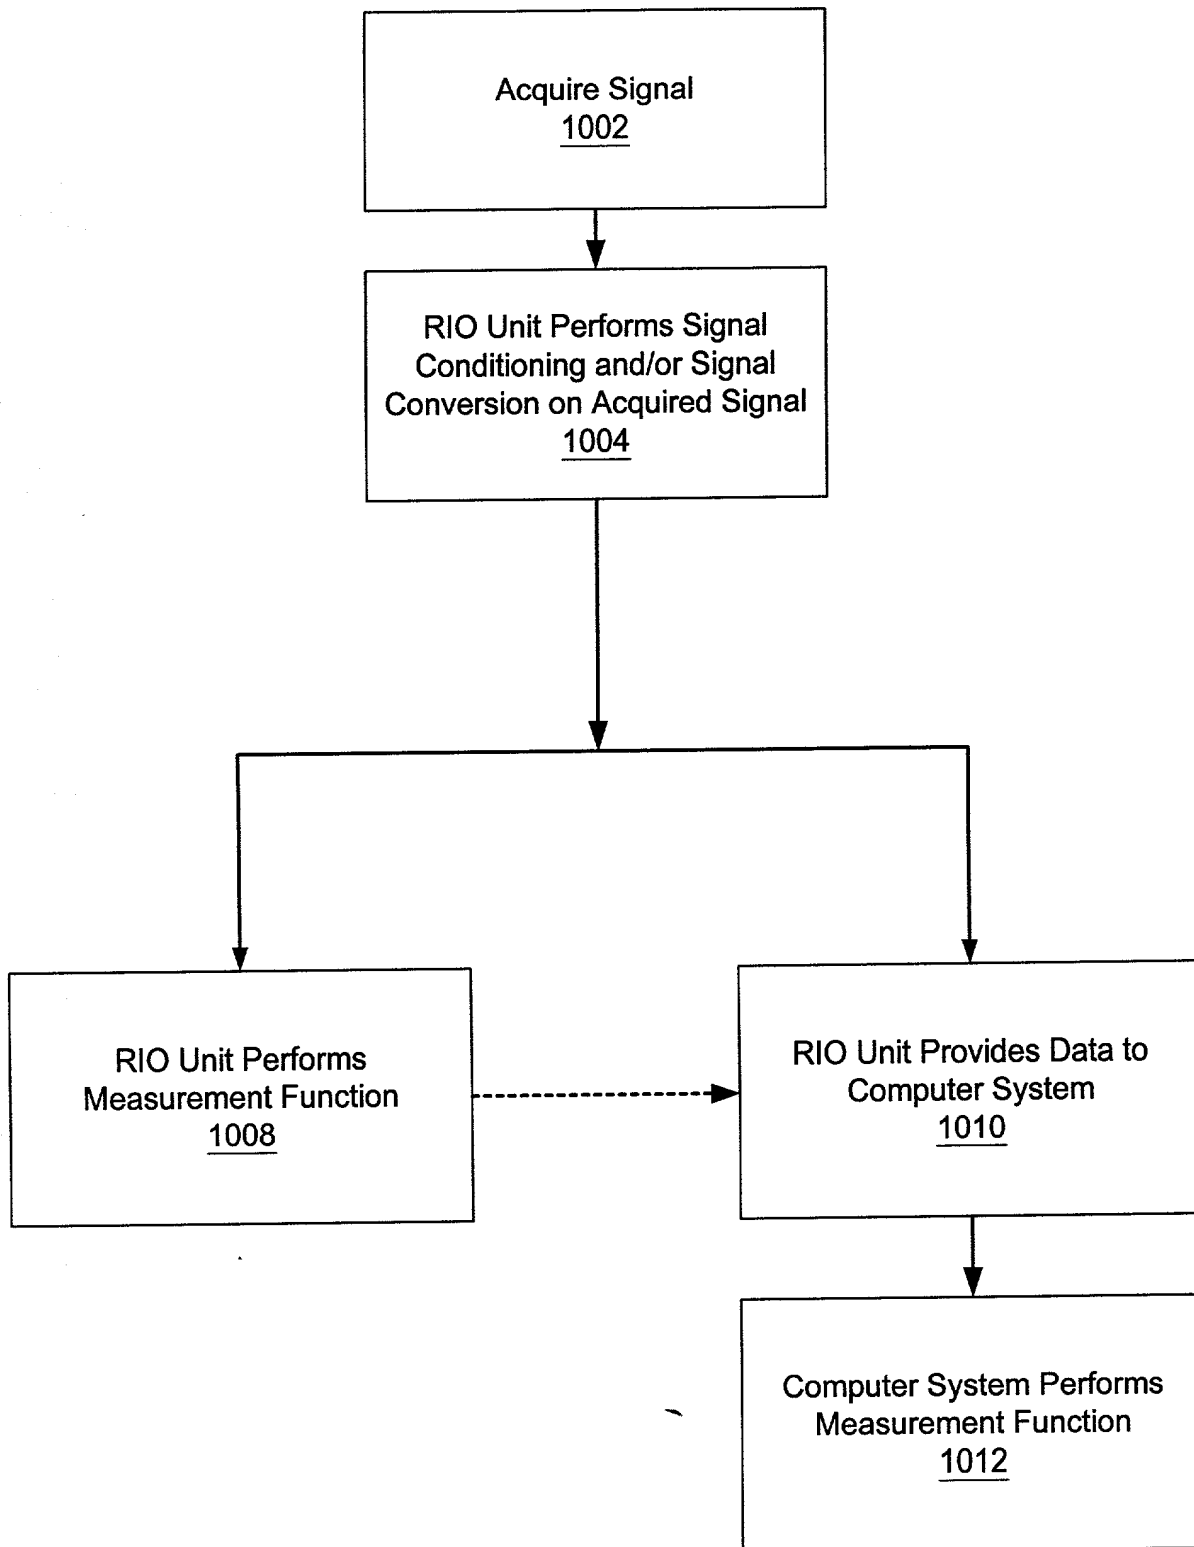 Acquire Signal
1002
RIO Unit Performs Signal
Conditioning and/or Signal
Conversion on Acquired Signal
1004
RIO Unit Performs
Measurement Function
1008
RIO Unit Provides Data to
Computer System
1010
Computer System Performs
Measurement Function
1012